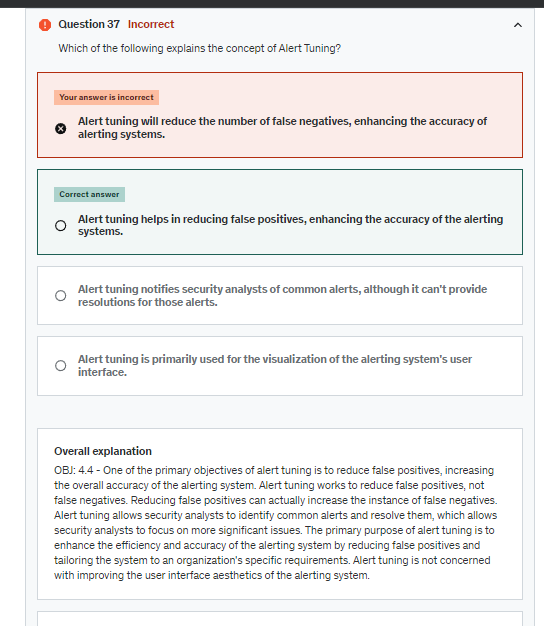 Question 37 Incorrect
Which of the following explains the concept of Alert Tuning?
Your answer is incorrect
Alert tuning will reduce the number of false negatives, enhancing the accuracy of
alerting systems.
Correct answer
Alert tuning helps in reducing false positives, enhancing the accuracy of the alerting
systems.
Alert tuning notifies security analysts of common alerts, although it can't provide
resolutions for those alerts.
Alert tuning is primarily used for the visualization of the alerting system's user
interface.
Overall explanation
OBJ: 4.4 - One of the primary objectives of alert tuning is to reduce false positives, increasing
the overall accuracy of the alerting system. Alert tuning works to reduce false positives, not
false negatives. Reducing false positives can actually increase the instance of false negatives.
Alert tuning allows security analysts to identify common alerts and resolve them, which allows
security analysts to focus on more significant issues. The primary purpose of alert tuning is to
enhance the efficiency and accuracy of the alerting system by reducing false positives and
tailoring the system to an organization's specific requirements. Alert tuning is not concerned
with improving the user interface aesthetics of the alerting system.